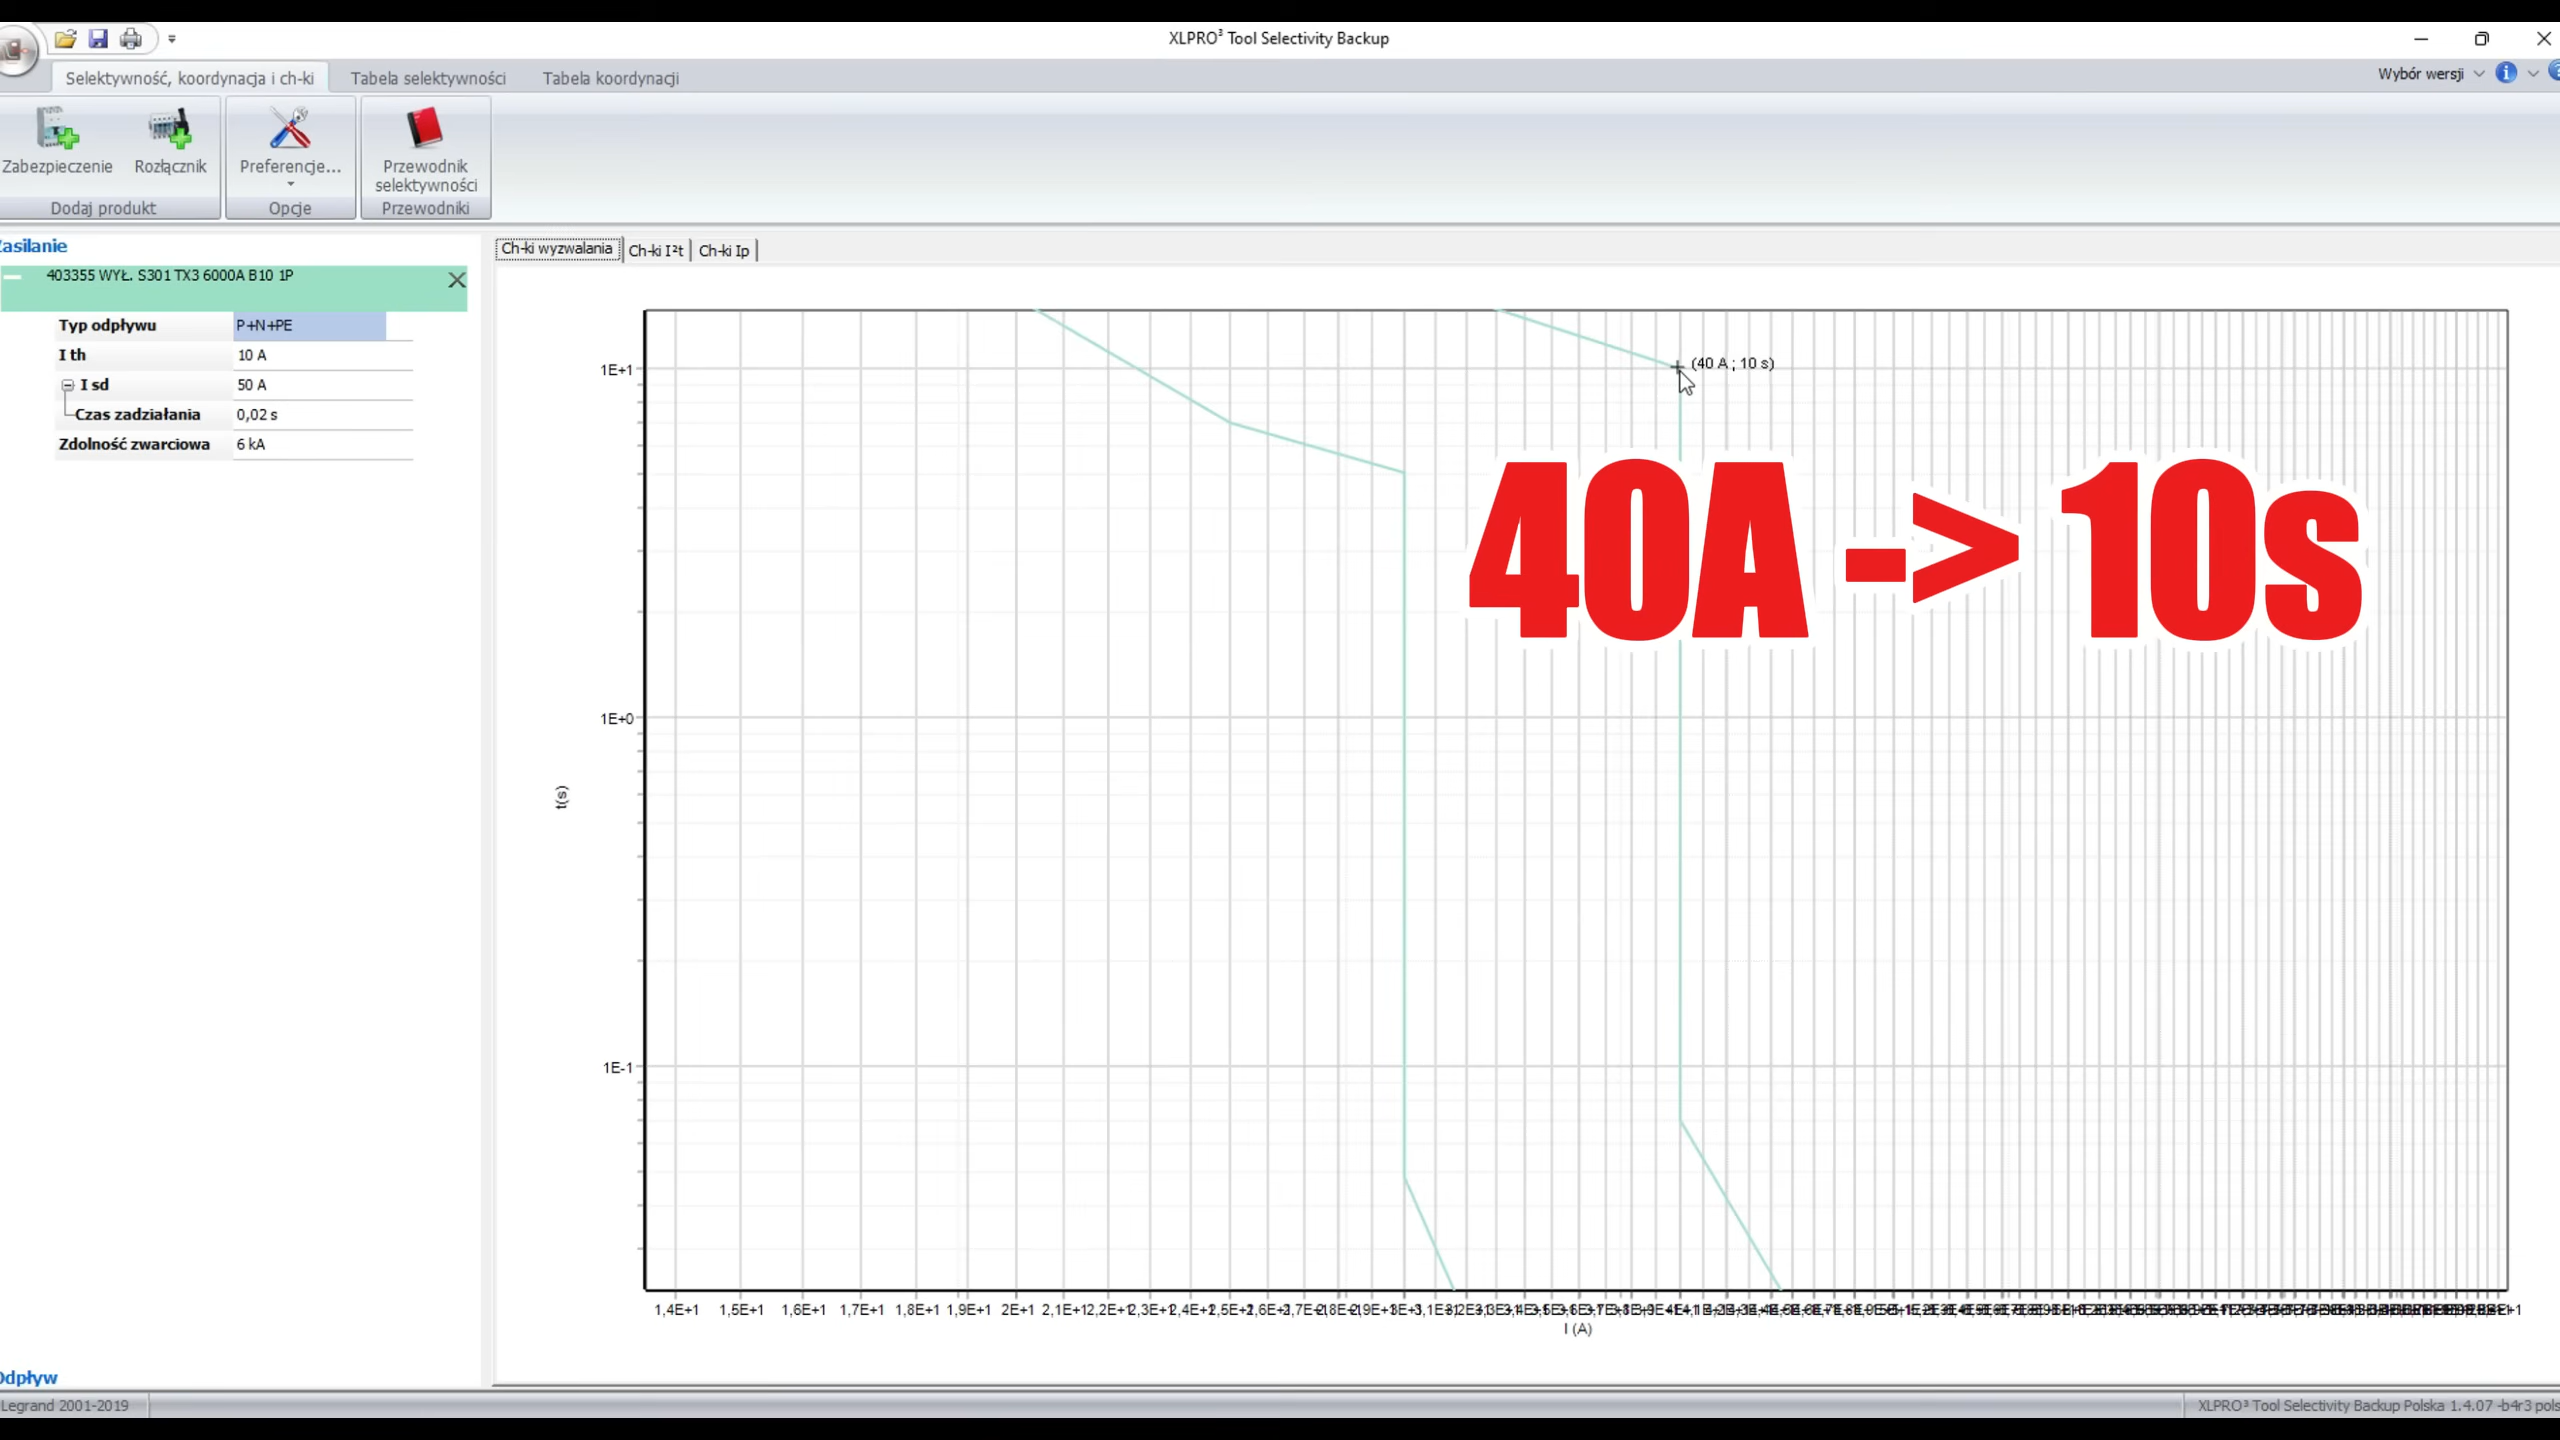 XLPRO³ Tool Selectivity Backup
Selektywność, koordynacja i ch-ki
Tabela selektywności
Tabela koordynacji
Wybór wersji
Zabezpieczenie
Rozłącznik
Preferencje...
Przewodnik
selektywności
Dodaj produkt
Opcje
Przewodniki
Zasilanie
403355 WYŁ. S301 TX3 6000A B10 1P
Typ odpływu P+N+PE
I th 10 A
I sd 50 A
Czas zadziałania 0,02 s
Zdolność zwarciowa 6 kA
Ch-ki wyzwalania
Ch-ki I²t
Ch-ki Ip
1E+1
(40 A ; 10 s)
40A -> 10s
1E+0
t(s)
1E-1
1,4E+1 1,5E+1 1,6E+1 1,7E+1 1,8E+1 1,9E+1 2E+1
I (A)
Odpływ
Legrand 2001-2019
XLPRO³ Tool Selectivity Backup Polska 1.4.07 -b4r3 pols